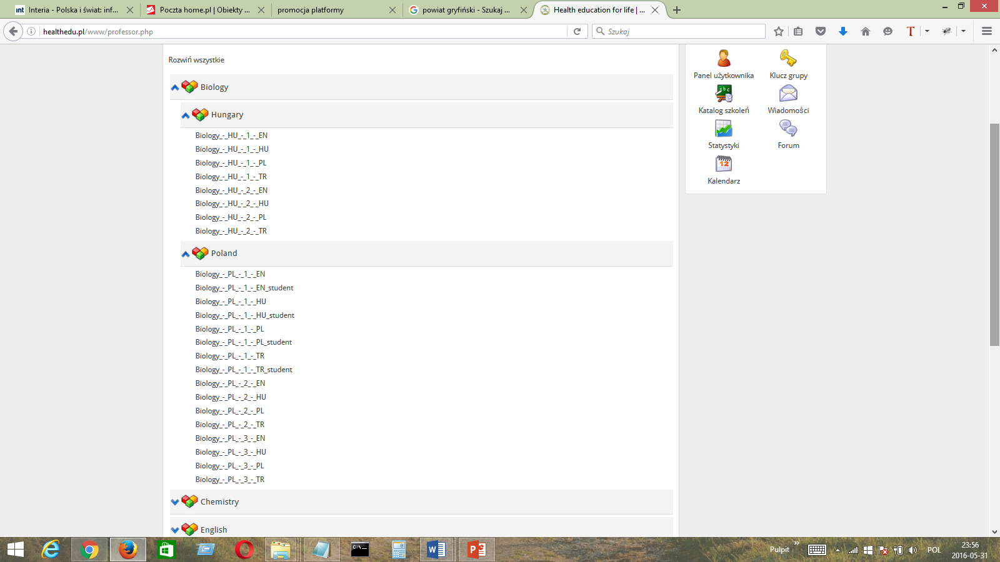 Interia - Polska i świat: inf...
Poczta home.pl | Obiekty ...
promocja platformy
powiat gryfiński - Szukaj ...
Health education for life | ...
healthedu.pl/www/professor.php
Szukaj
Rozwiń wszystkie
Biology
Hungary
Biology_-_HU_-_1_-_EN
Biology_-_HU_-_1_-_HU
Biology_-_HU_-_1_-_PL
Biology_-_HU_-_1_-_TR
Biology_-_HU_-_2_-_EN
Biology_-_HU_-_2_-_HU
Biology_-_HU_-_2_-_PL
Biology_-_HU_-_2_-_TR
Poland
Biology_-_PL_-_1_-_EN
Biology_-_PL_-_1_-_EN_student
Biology_-_PL_-_1_-_HU
Biology_-_PL_-_1_-_HU_student
Biology_-_PL_-_1_-_PL
Biology_-_PL_-_1_-_PL_student
Biology_-_PL_-_1_-_TR
Biology_-_PL_-_1_-_TR_student
Biology_-_PL_-_2_-_EN
Biology_-_PL_-_2_-_HU
Biology_-_PL_-_2_-_PL
Biology_-_PL_-_2_-_TR
Biology_-_PL_-_3_-_EN
Biology_-_PL_-_3_-_HU
Biology_-_PL_-_3_-_PL
Biology_-_PL_-_3_-_TR
Chemistry
English
Panel użytkownika
Klucz grupy
abc
Katalog szkoleń
Wiadomości
Statystyki
Forum
12
Kalendarz
Pulpit
POL
23:56
2016-05-31